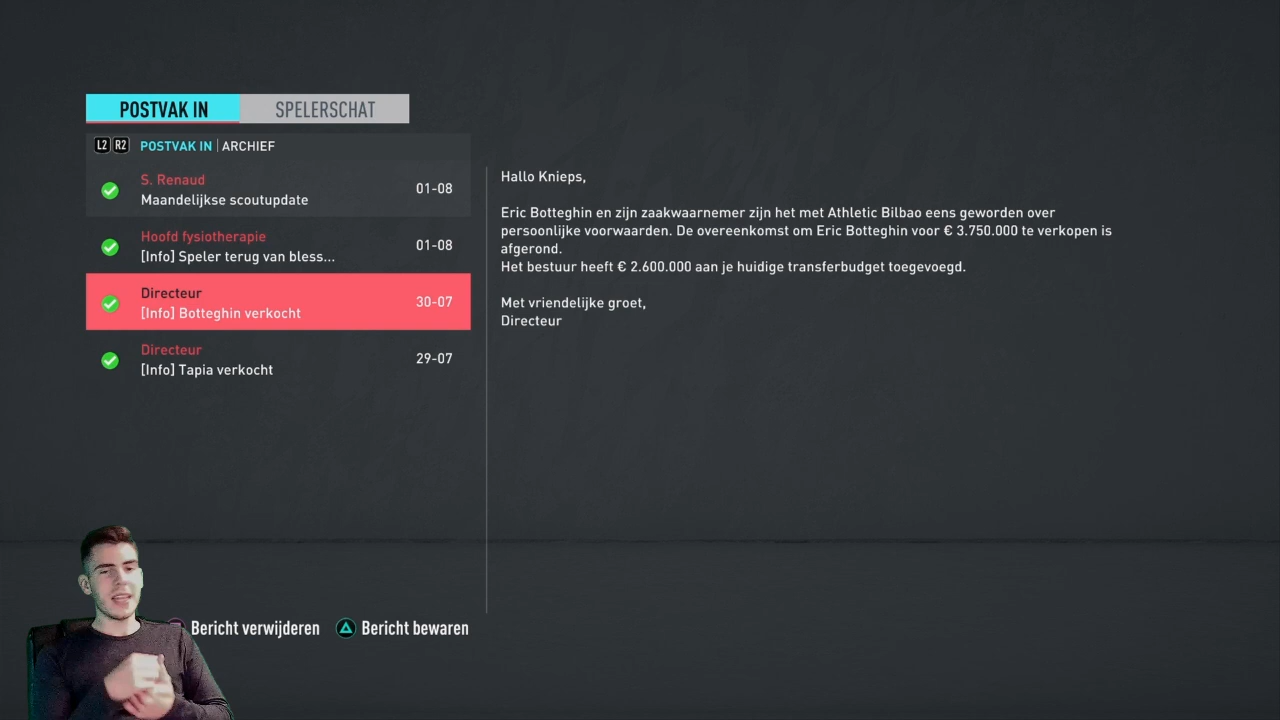 POSTVAK IN
SPELERSCHAT
L2 R2 POSTVAK IN | ARCHIEF
S. Renaud
Maandelijkse scoutupdate
01-08
Hoofd fysiotherapie
[Info] Speler terug van bless...
01-08
Directeur
[Info] Botteghin verkocht
30-07
Directeur
[Info] Tapia verkocht
29-07
Hallo Knieps,
Eric Botteghin en zijn zaakwaarnemer zijn het met Athletic Bilbao eens geworden over
persoonlijke voorwaarden. De overeenkomst om Eric Botteghin voor € 3.750.000 te verkopen is
afgerond.
Het bestuur heeft € 2.600.000 aan je huidige transferbudget toegevoegd.
Met vriendelijke groet,
Directeur
Bericht verwijderen
Bericht bewaren